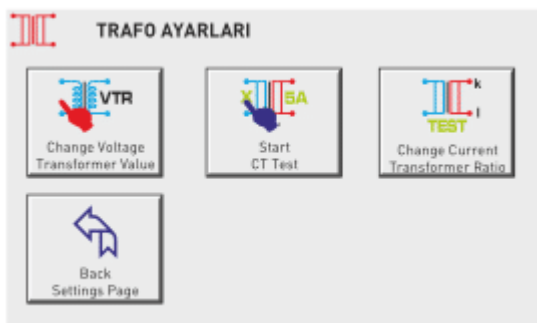 TRAFO AYARLARI
VTR
Change Voltage
Transformer Value
X 5A
Start
CT Test
k
l
TEST
Change Current
Transformer Ratio
Back
Settings Page